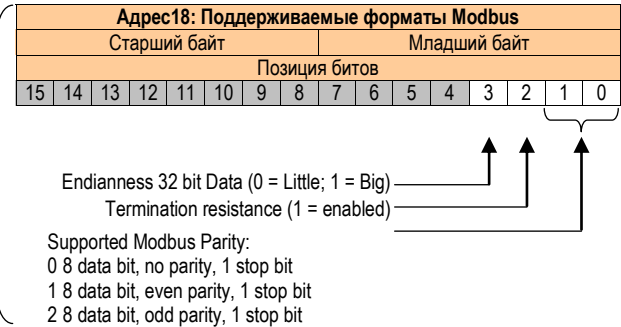 Адрес18: Поддерживаемые форматы Modbus
Старший байт Младший байт
Позиция битов
15 14 13 12 11 10 9 8 7 6 5 4 3 2 1 0
Endianness 32 bit Data (0 = Little; 1 = Big)
Termination resistance (1 = enabled)
Supported Modbus Parity:
0 8 data bit, no parity, 1 stop bit
1 8 data bit, even parity, 1 stop bit
2 8 data bit, odd parity, 1 stop bit